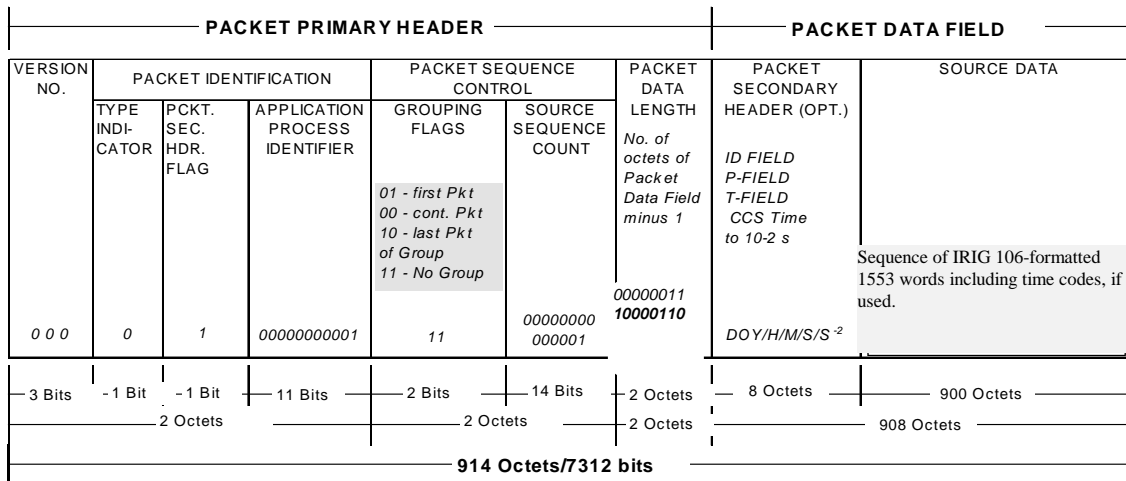 PACKET PRIMARY HEADER
PACKET DATA FIELD
VERSION NO.
PACKET IDENTIFICATION
PACKET SEQUENCE CONTROL
PACKET DATA LENGTH
PACKET SECONDARY HEADER (OPT.)
SOURCE DATA
TYPE
INDI-
CATOR
PCKT.
SEC.
HDR.
FLAG
APPLICATION
PROCESS
IDENTIFIER
GROUPING
FLAGS
SOURCE
SEQUENCE
COUNT
No. of
octets of
Packet
Data Field
minus 1
ID FIELD
P-FIELD
T-FIELD
CCS Time
to 10-2 s
01 - first Pkt
00 - cont. Pkt
10 - last Pkt
of Group
11 - No Group
Sequence of IRIG 106-formatted
1553 words including time codes, if
used.
0 0 0
0
1
00000000001
11
00000000
000001
00000011
10000110
DOY/H/M/S/S -2
3 Bits
1 Bit
1 Bit
11 Bits
2 Bits
14 Bits
2 Octets
8 Octets
900 Octets
2 Octets
2 Octets
2 Octets
908 Octets
914 Octets/7312 bits